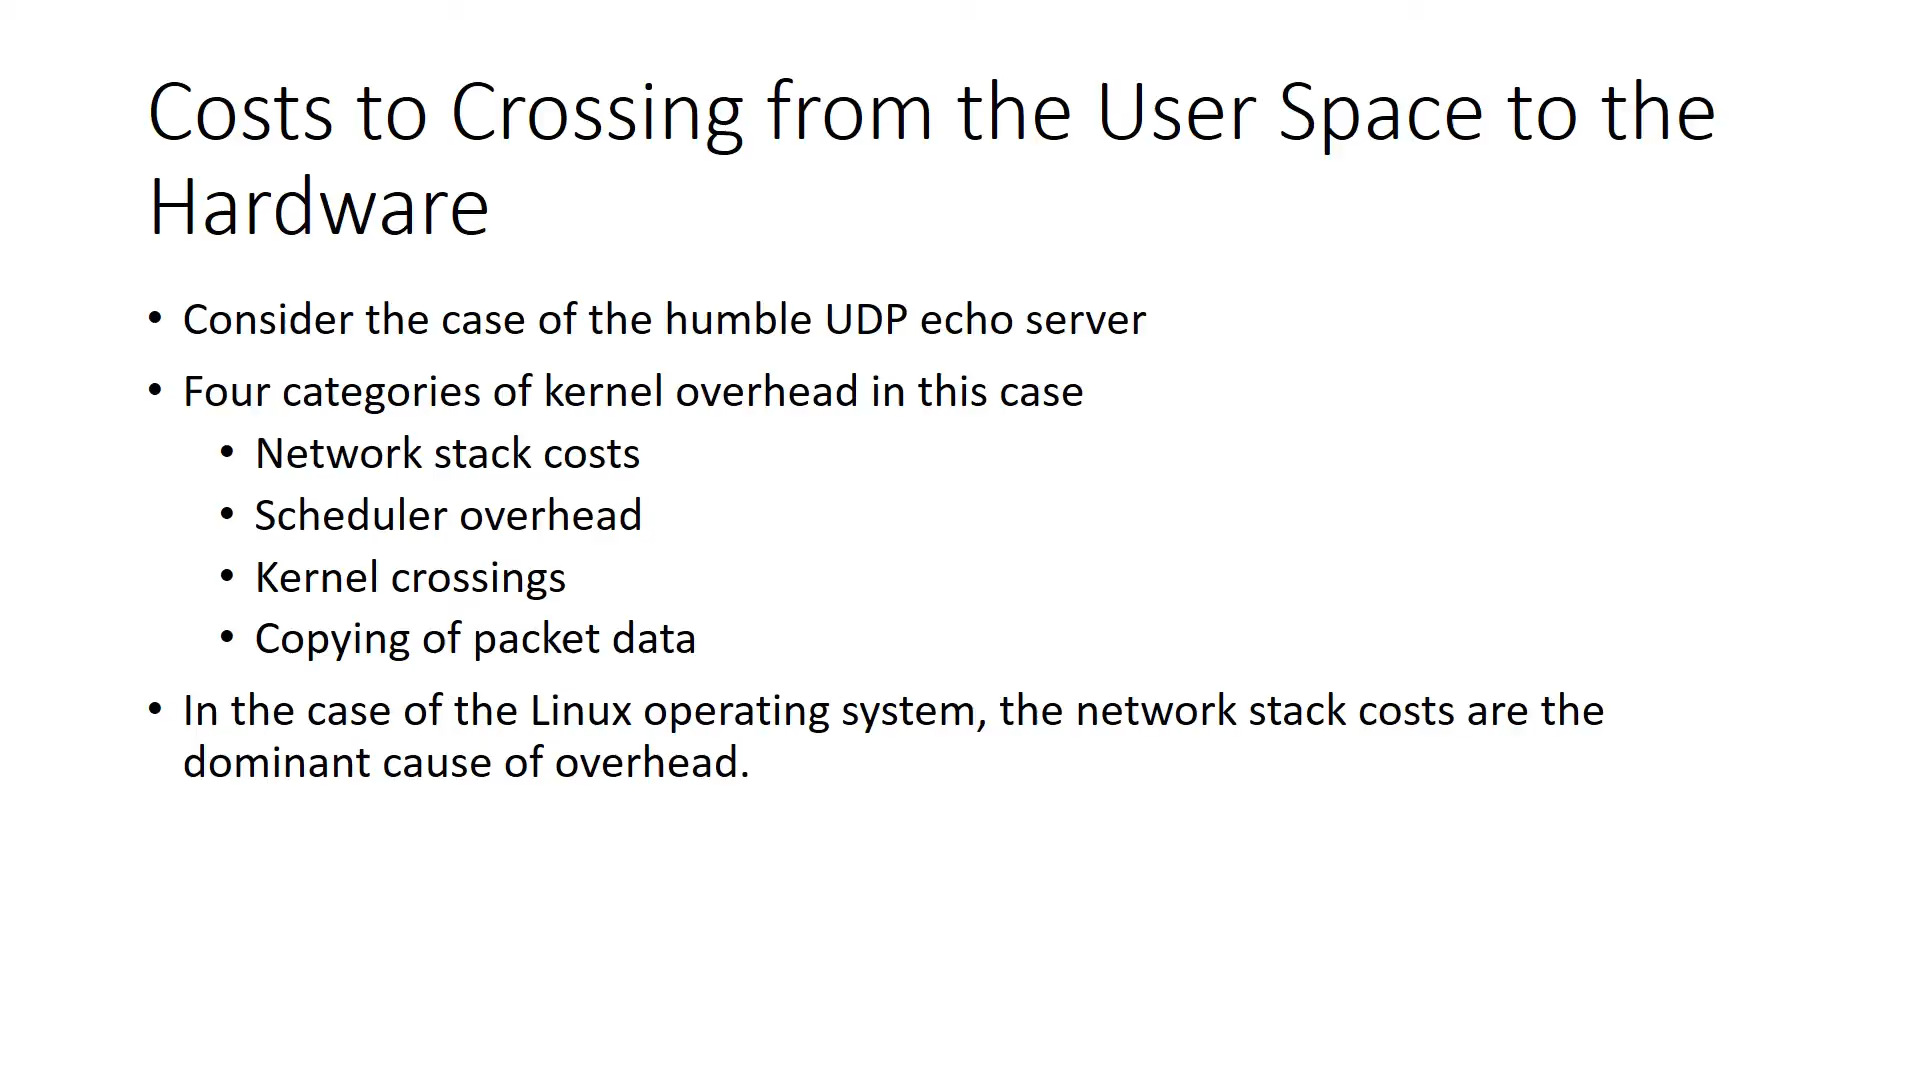 Costs to Crossing from the User Space to the
Hardware
• Consider the case of the humble UDP echo server
• Four categories of kernel overhead in this case
• Network stack costs
• Scheduler overhead
• Kernel crossings
• Copying of packet data
• In the case of the Linux operating system, the network stack costs are the
dominant cause of overhead.